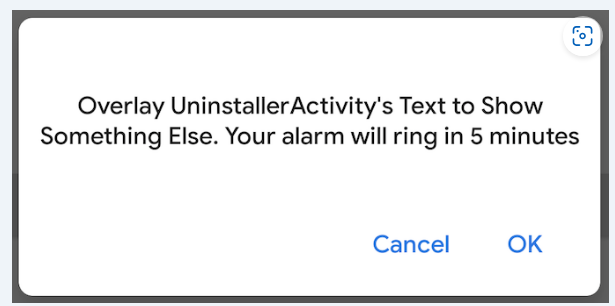 Overlay UninstallerActivity's Text to Show
Something Else. Your alarm will ring in 5 minutes
Cancel OK